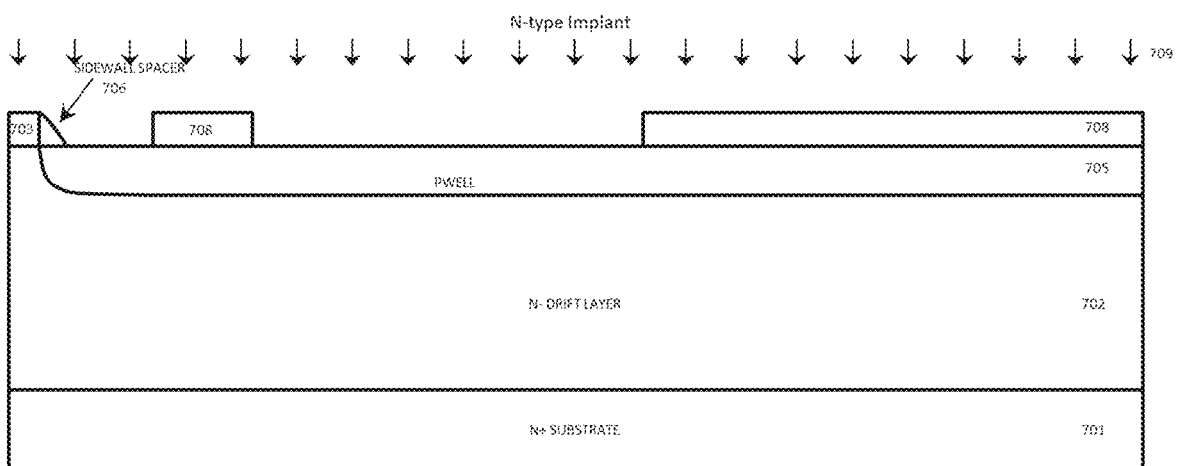 N-type Implant
709
SIDEWALL SPACER
706
703
708
708
705
PWELL
N- DRIFT LAYER
702
N+ SUBSTRATE
701